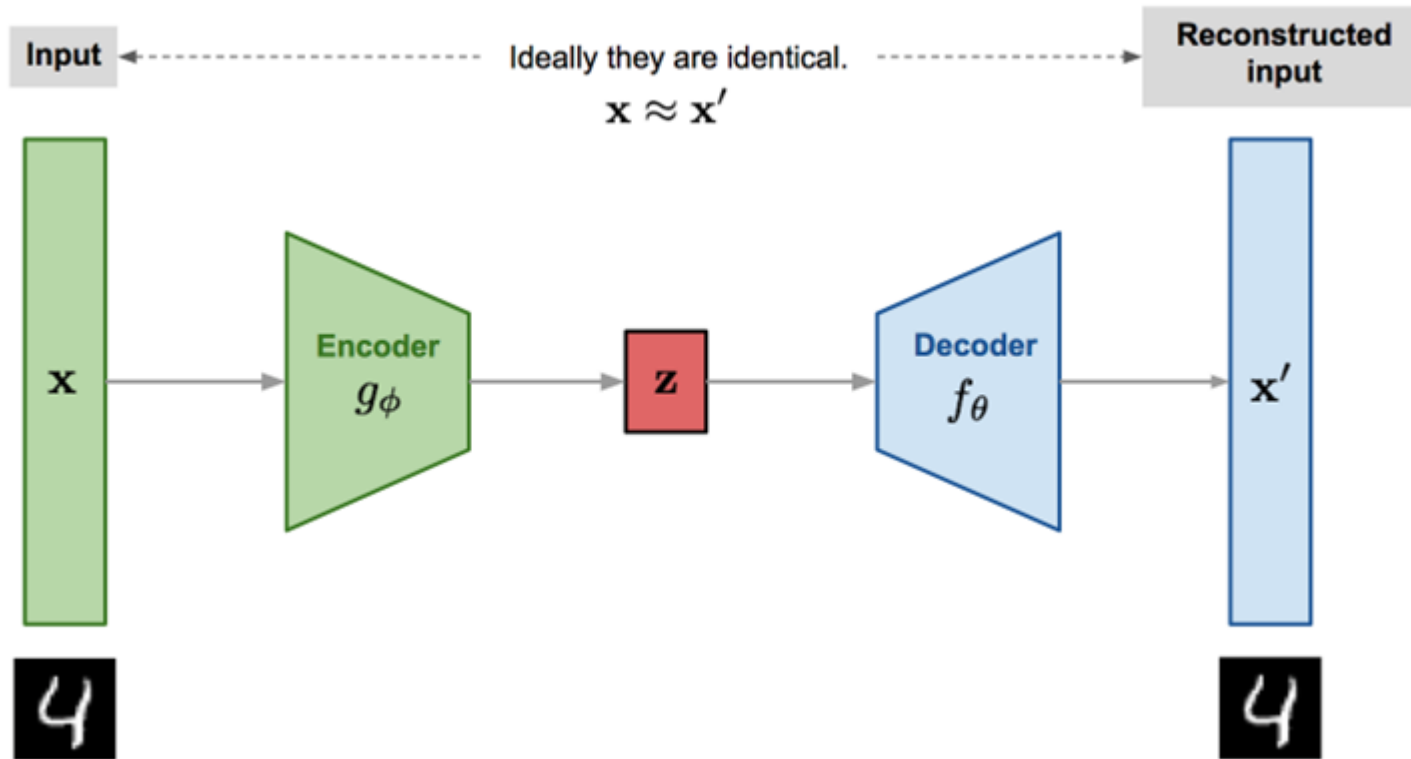 Input
Ideally they are identical.
x ≈ x′
Reconstructed
input
x
Encoder
gϕ
z
Decoder
fθ
x′
4
4